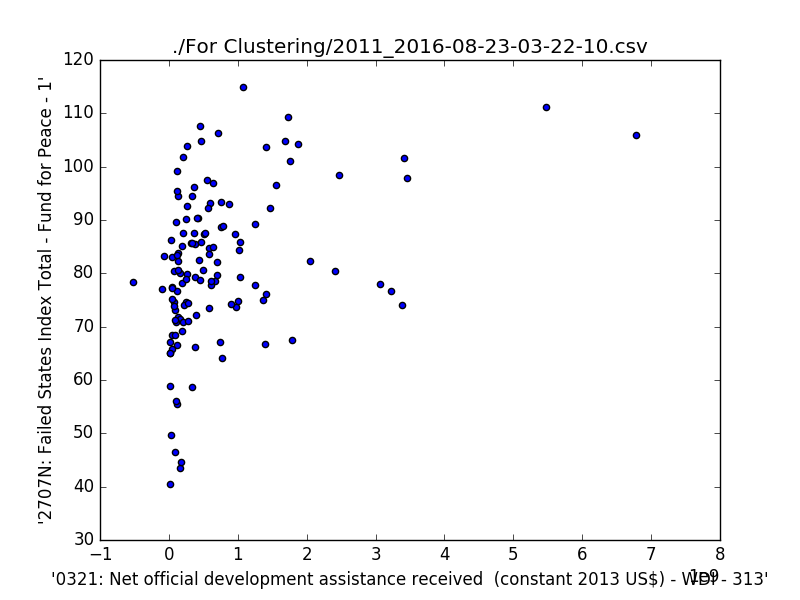 ./For Clustering/2011_2016-08-23-03-22-10.csv
120
110
100
90
80
70
60
50
40
30
'2707N: Failed States Index Total - Fund for Peace - 1'
−1 0 1 2 3 4 5 6 7 8
1e9
'0321: Net official development assistance received (constant 2013 US$) - WDI - 313'